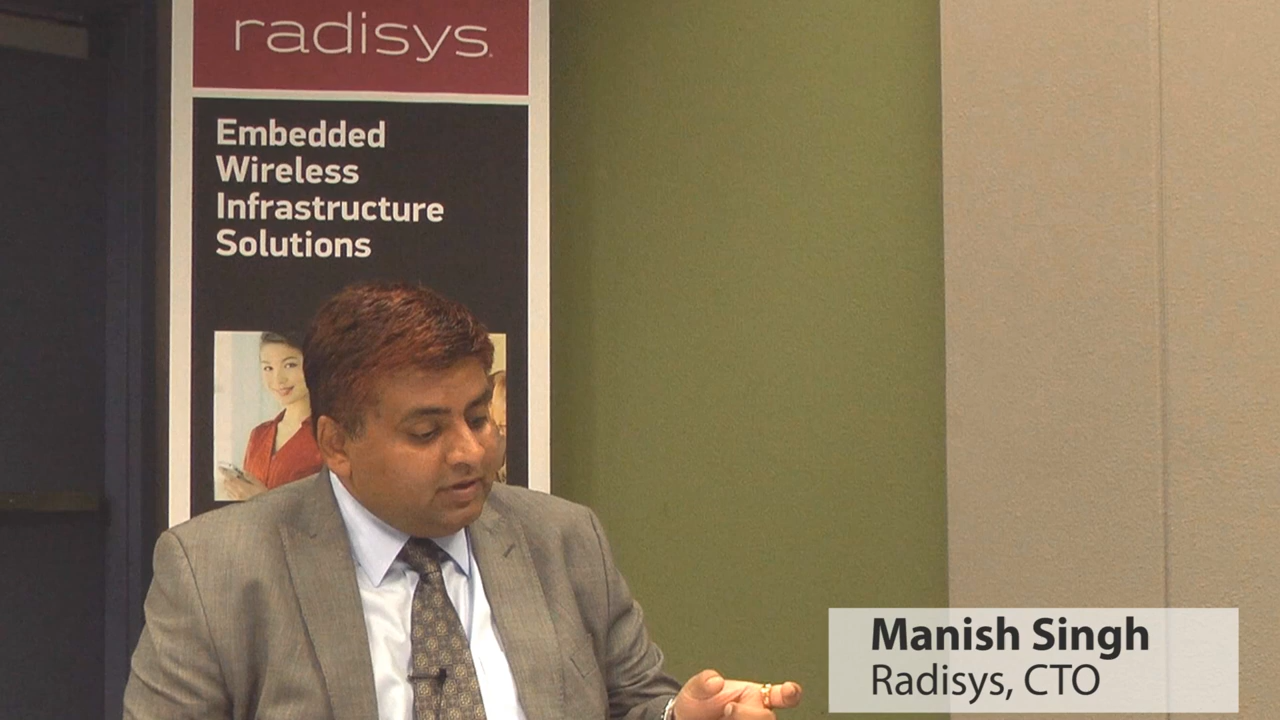 radisys.
Embedded
Wireless
Infrastructure
Solutions
Manish Singh
Radisys, CTO